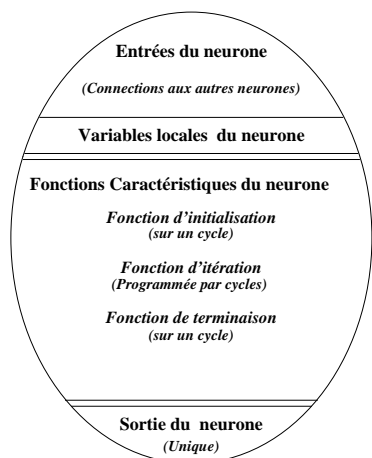 Entrées du neurone
(Connections aux autres neurones)
Variables locales du neurone
Fonctions Caractéristiques du neurone
Fonction d'initialisation
(sur un cycle)
Fonction d'itération
(Programmée par cycles)
Fonction de terminaison
(sur un cycle)
Sortie du neurone
(Unique)